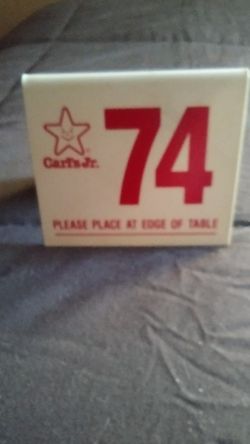 74
Carl's Jr.
PLEASE PLACE AT EDGE OF TABLE